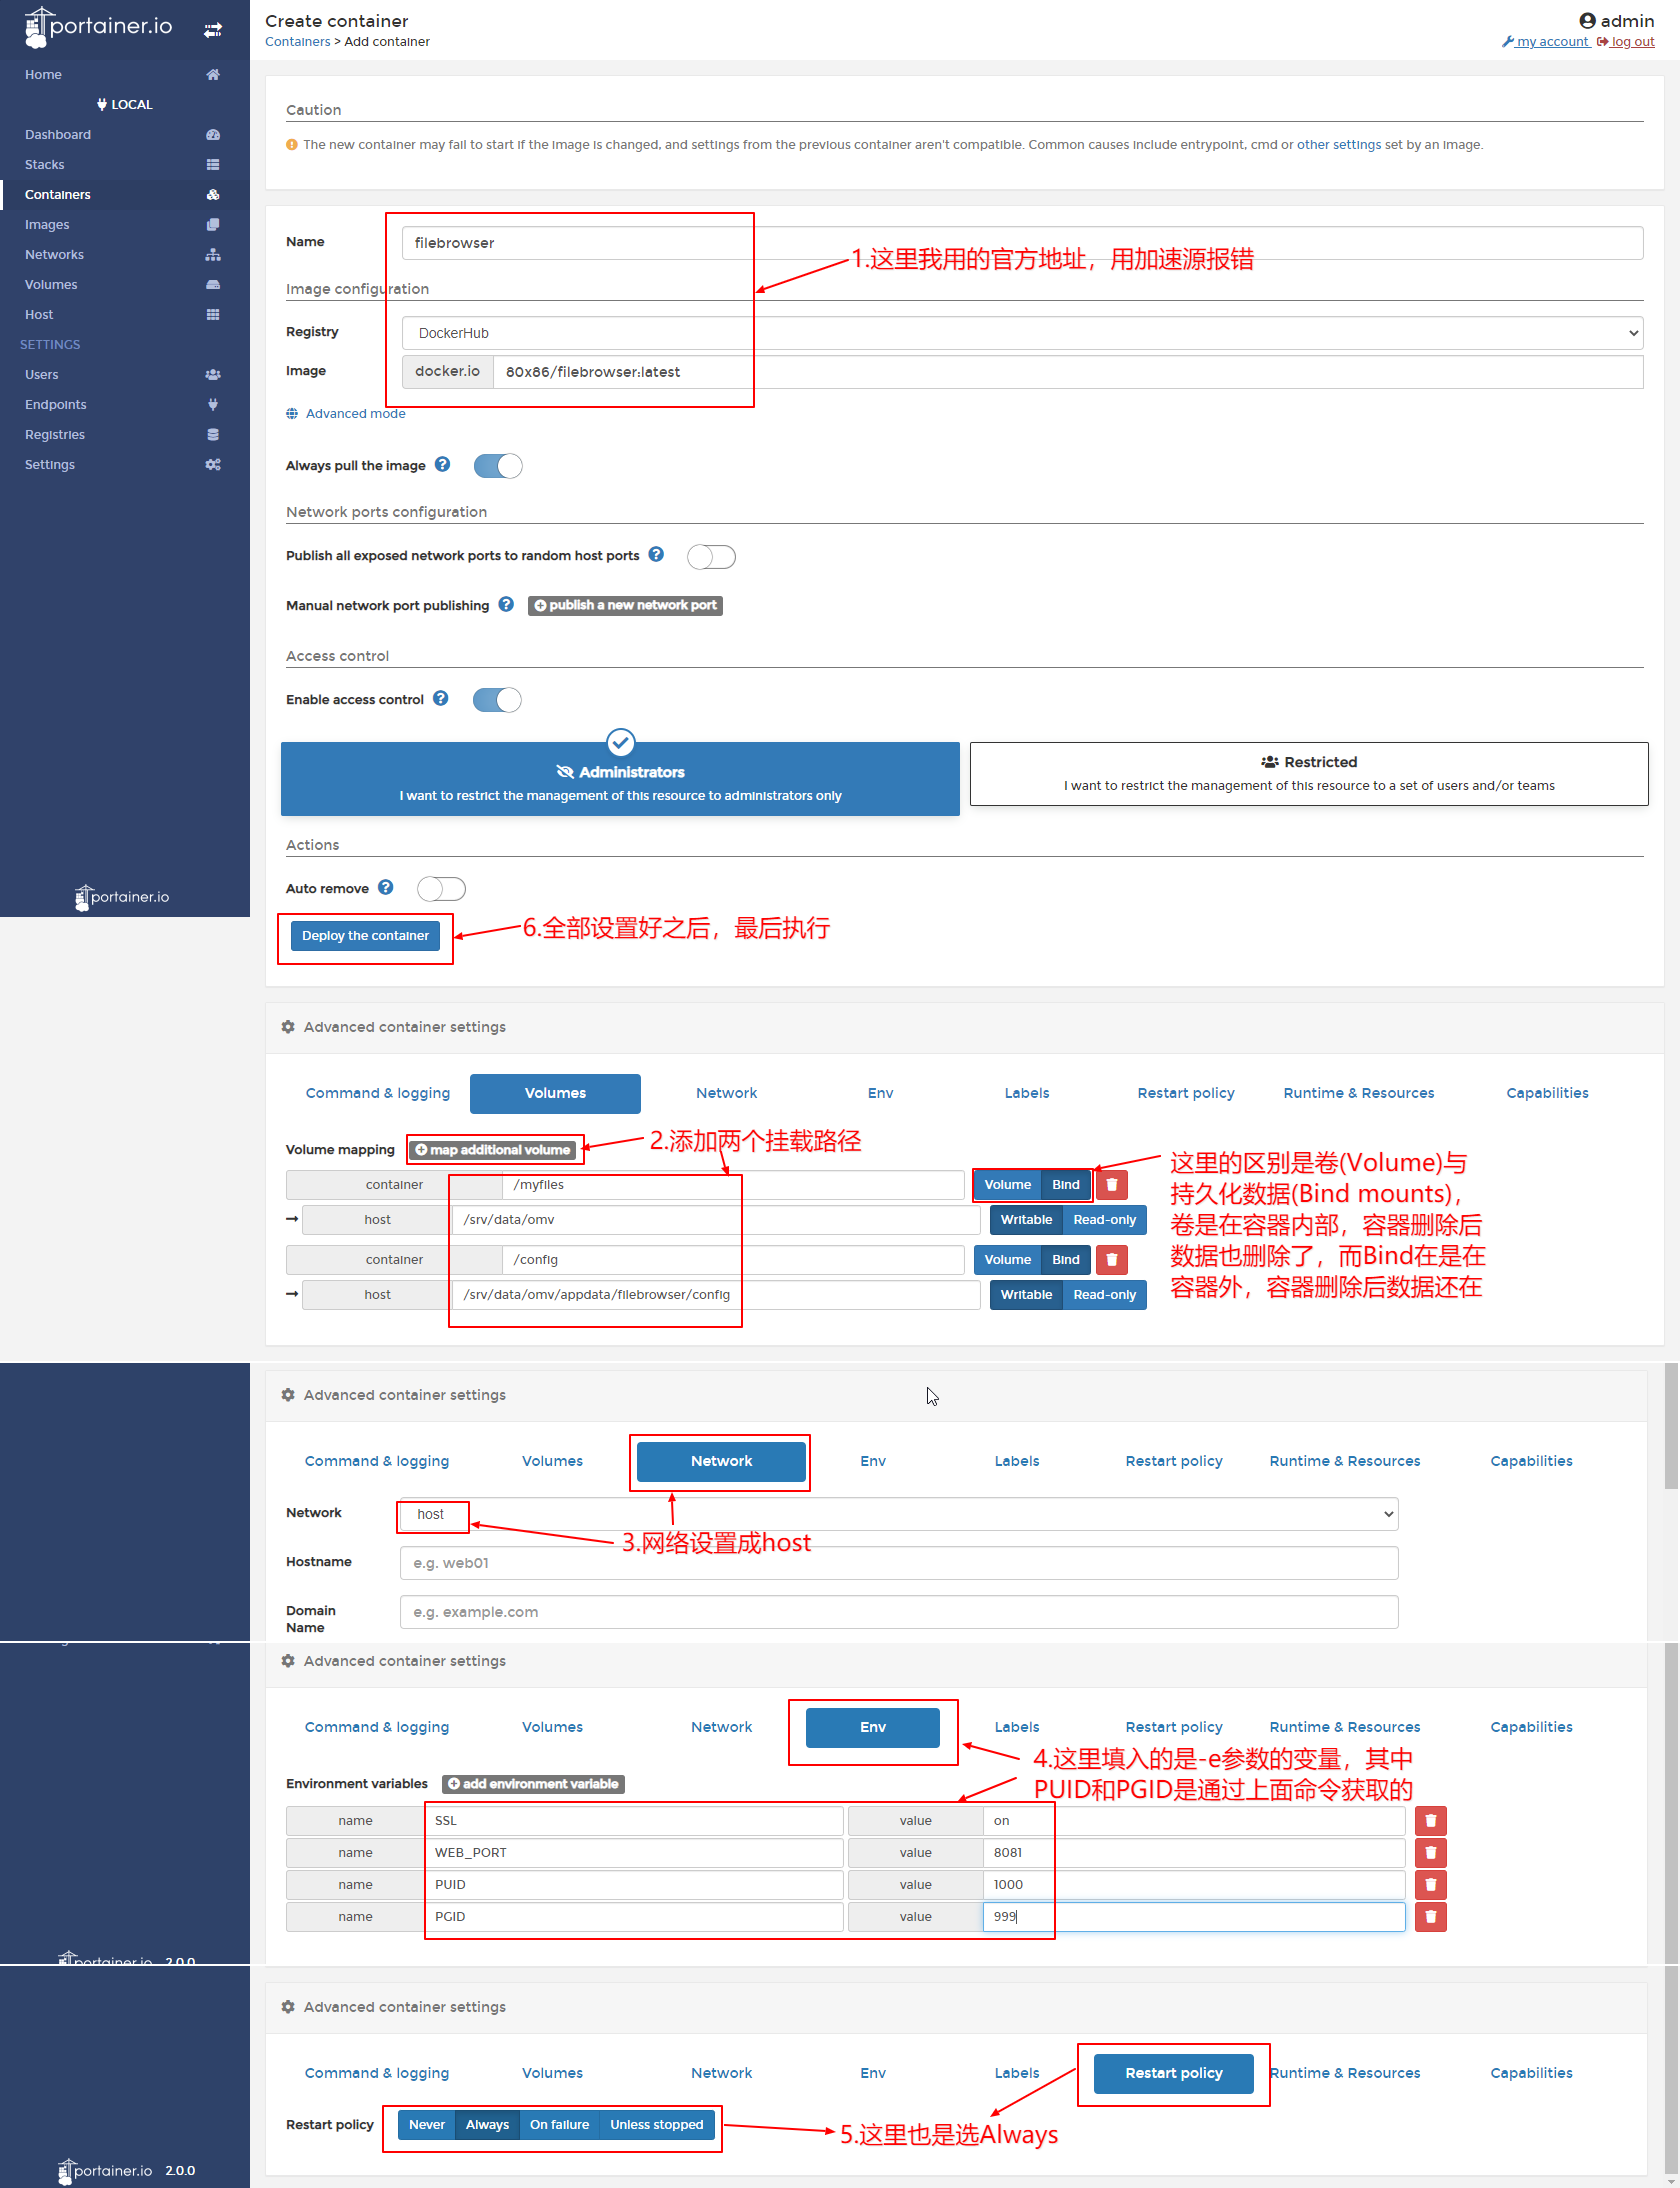 portainer.io
Create container
Containers > Add container
admin
my account log out
Home
LOCAL
Dashboard
Stacks
Containers
Images
Networks
Volumes
Host
SETTINGS
Users
Endpoints
Registries
Settings
portainer.io
Caution
The new container may fail to start if the image is changed, and settings from the previous container aren't compatible. Common causes include entrypoint, cmd or other settings set by an image.
Name filebrowser
1.这里我用的官方地址，用加速源报错
Image configuration
Registry DockerHub
Image docker.io 80x86/filebrowser:latest
Advanced mode
Always pull the image
Network ports configuration
Publish all exposed network ports to random host ports
Manual network port publishing publish a new network port
Access control
Enable access control
Administrators
I want to restrict the management of this resource to administrators only
Restricted
I want to restrict the management of this resource to a set of users and/or teams
Actions
Auto remove
Deploy the container
6.全部设置好之后，最后执行
Advanced container settings
Command & logging Volumes Network Env Labels Restart policy Runtime & Resources Capabilities
Volume mapping map additional volume
2.添加两个挂载路径
container /myfiles Volume Bind
host /srv/data/omv Writable Read-only
container /config Volume Bind
host /srv/data/omv/appdata/filebrowser/config Writable Read-only
这里的区别是卷(Volume)与
持久化数据(Bind mounts)，
卷是在容器内部，容器删除后
数据也删除了，而Bind在是在
容器外，容器删除后数据还在
Advanced container settings
Command & logging Volumes Network Env Labels Restart policy Runtime & Resources Capabilities
Network host
3.网络设置成host
Hostname e.g. web01
Domain
Name
e.g. example.com
Advanced container settings
Command & logging Volumes Network Env Labels Restart policy Runtime & Resources Capabilities
4.这里填入的是-e参数的变量，其中
PUID和PGID是通过上面命令获取的
Environment variables add environment variable
name SSL value on
name WEB_PORT value 8081
name PUID value 1000
name PGID value 999
portainer.io 2.0.0
Advanced container settings
Command & logging Volumes Network Env Labels Restart policy Runtime & Resources Capabilities
Restart policy Never Always On failure Unless stopped
5.这里也是选Always
portainer.io 2.0.0